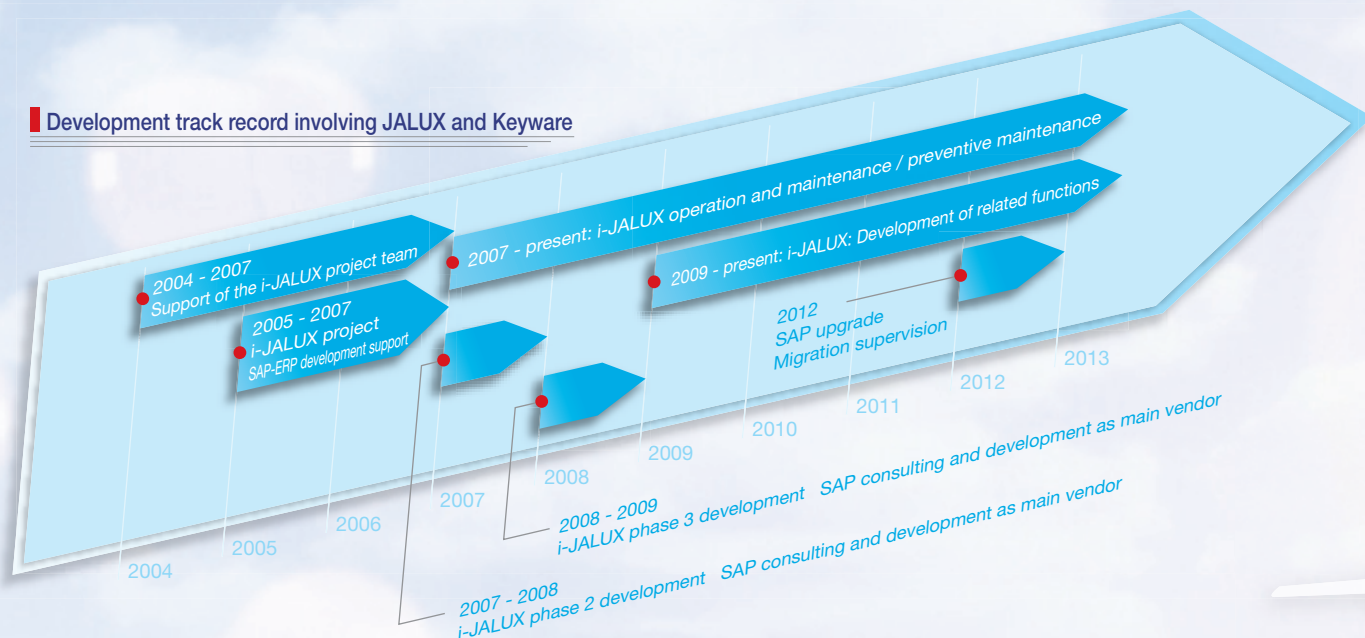 Development track record involving JALUX and Keyware
2004 - 2007
Support of the i-JALUX project team
2005 - 2007
i-JALUX project
SAP-ERP development support
2007 - present: i-JALUX operation and maintenance / preventive maintenance
2009 - present: i-JALUX: Development of related functions
2012
SAP upgrade
Migration supervision
2004
2005
2006
2007
2008
2009
2010
2011
2012
2013
2008 - 2009
i-JALUX phase 3 development SAP consulting and development as main vendor
2007 - 2008
i-JALUX phase 2 development SAP consulting and development as main vendor